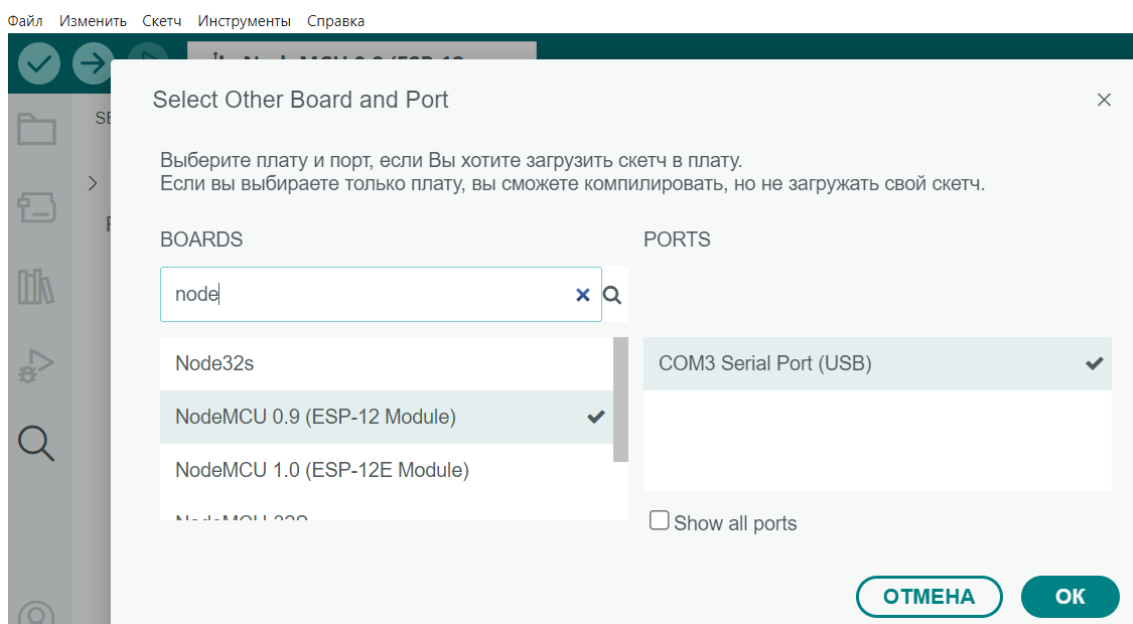 Файл Изменить Скетч Инструменты Справка
Select Other Board and Port
Выберите плату и порт, если Вы хотите загрузить скетч в плату.
Если вы выбираете только плату, вы сможете компилировать, но не загружать свой скетч.
BOARDS
PORTS
node
Node32s
COM3 Serial Port (USB)
NodeMCU 0.9 (ESP-12 Module)
NodeMCU 1.0 (ESP-12E Module)
Show all ports
ОТМЕНА
ОК